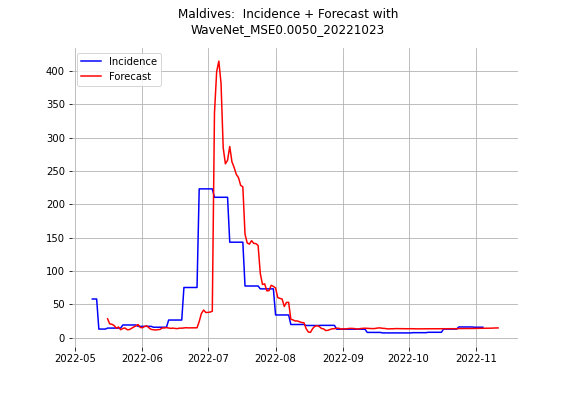 Maldives:  Incidence + Forecast with
WaveNet_MSE0.0050_20221023
Incidence
Forecast
400
350
300
250
200
150
100
50
0
2022-05 2022-06 2022-07 2022-08 2022-09 2022-10 2022-11